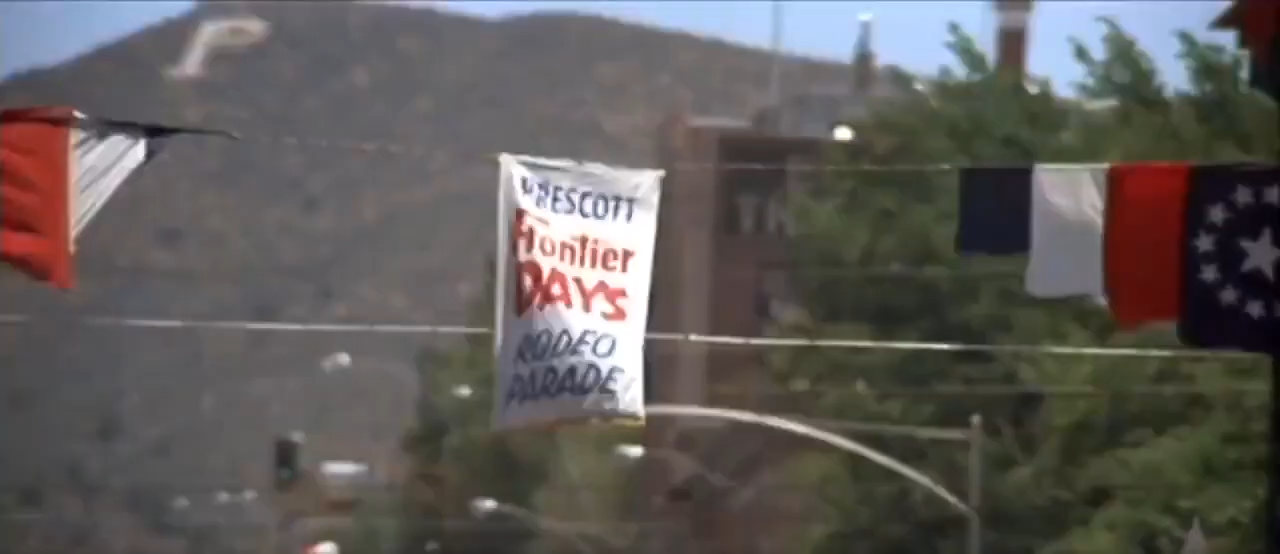 PRESCOTT
Frontier
DAYS
RODEO
PARADE